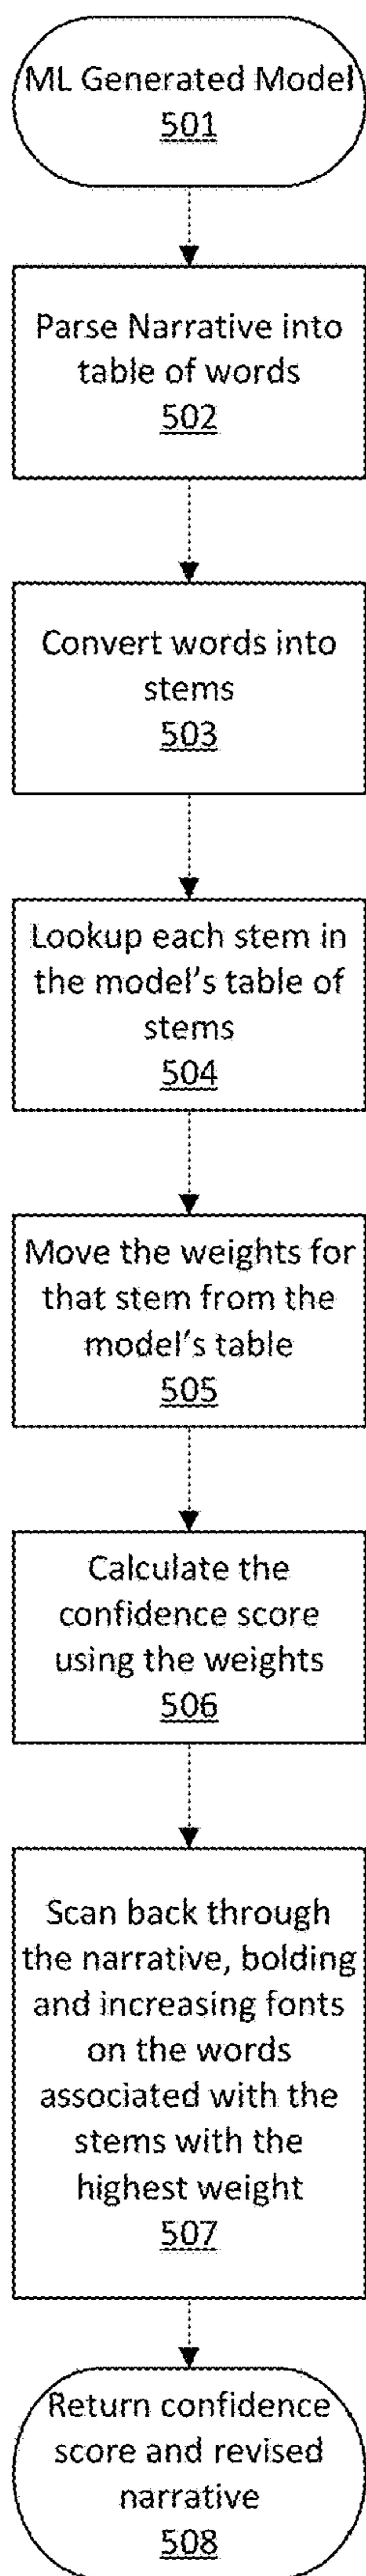 ML Generated Model
501
Parse Narrative into
table of words
502
Convert words into
stems
503
Lookup each stem in
the model's table of
stems
504
Move the weights for
that stem from the
model's table
505
Calculate the
confidence score
using the weights
506
Scan back through
the narrative, bolding
and increasing fonts
on the words
associated with the
stems with the
highest weight
507
Return confidence
score and revised
narrative
508